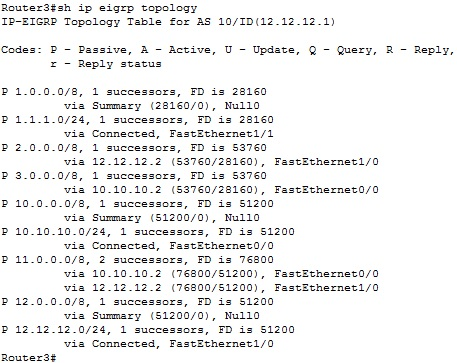 Router3#sh ip eigrp topology
IP-EIGRP Topology Table for AS 10/ID(12.12.12.1)
Codes: P - Passive, A - Active, U - Update, Q - Query, R - Reply,
r - Reply status
P 1.0.0.0/8, 1 successors, FD is 28160
via Summary (28160/0), Null0
P 1.1.1.0/24, 1 successors, FD is 28160
via Connected, FastEthernet1/1
P 2.0.0.0/8, 1 successors, FD is 53760
via 12.12.12.2 (53760/28160), FastEthernet1/0
P 3.0.0.0/8, 1 successors, FD is 53760
via 10.10.10.2 (53760/28160), FastEthernet0/0
P 10.0.0.0/8, 1 successors, FD is 51200
via Summary (51200/0), Null0
P 10.10.10.0/24, 1 successors, FD is 51200
via Connected, FastEthernet0/0
P 11.0.0.0/8, 2 successors, FD is 76800
via 10.10.10.2 (76800/51200), FastEthernet0/0
via 12.12.12.2 (76800/51200), FastEthernet1/0
P 12.0.0.0/8, 1 successors, FD is 51200
via Summary (51200/0), Null0
P 12.12.12.0/24, 1 successors, FD is 51200
via Connected, FastEthernet1/0
Router3#